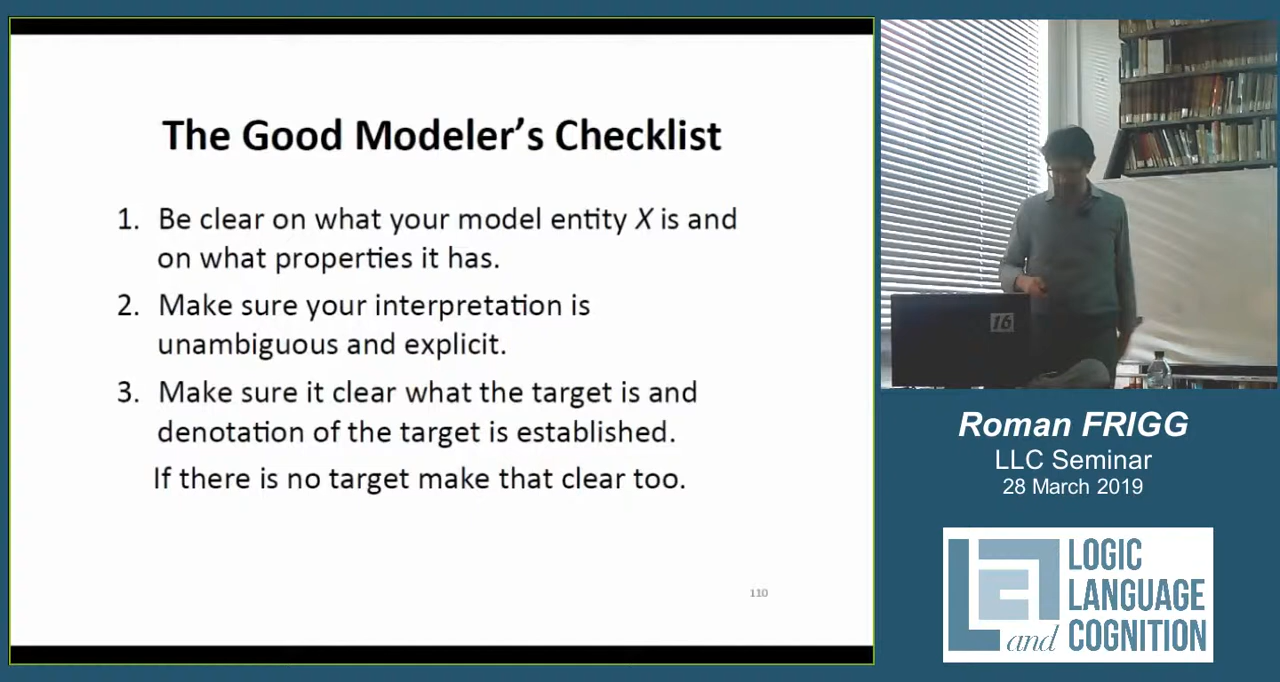 The Good Modeler's Checklist
1. Be clear on what your model entity X is and
on what properties it has.
2. Make sure your interpretation is
unambiguous and explicit.
3. Make sure it clear what the target is and
denotation of the target is established.
If there is no target make that clear too.
110
16
Roman FRIGG
LLC Seminar
28 March 2019
LOGIC
LANGUAGE
and COGNITION